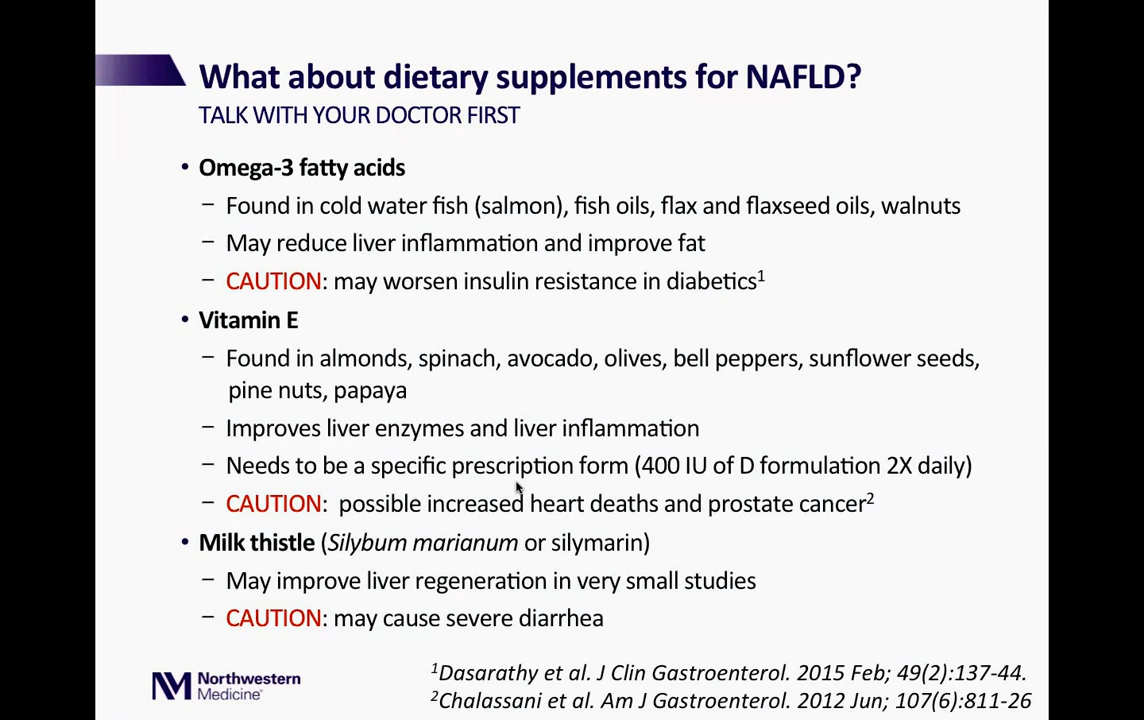 What about dietary supplements for NAFLD?
TALK WITH YOUR DOCTOR FIRST
• Omega-3 fatty acids
– Found in cold water fish (salmon), fish oils, flax and flaxseed oils, walnuts
– May reduce liver inflammation and improve fat
– CAUTION: may worsen insulin resistance in diabetics¹
• Vitamin E
– Found in almonds, spinach, avocado, olives, bell peppers, sunflower seeds,
pine nuts, papaya
– Improves liver enzymes and liver inflammation
– Needs to be a specific prescription form (400 IU of D formulation 2X daily)
– CAUTION: possible increased heart deaths and prostate cancer²
• Milk thistle (Silybum marianum or silymarin)
– May improve liver regeneration in very small studies
– CAUTION: may cause severe diarrhea
NM Northwestern
Medicine®
¹Dasarathy et al. J Clin Gastroenterol. 2015 Feb; 49(2):137-44.
²Chalassani et al. Am J Gastroenterol. 2012 Jun; 107(6):811-26